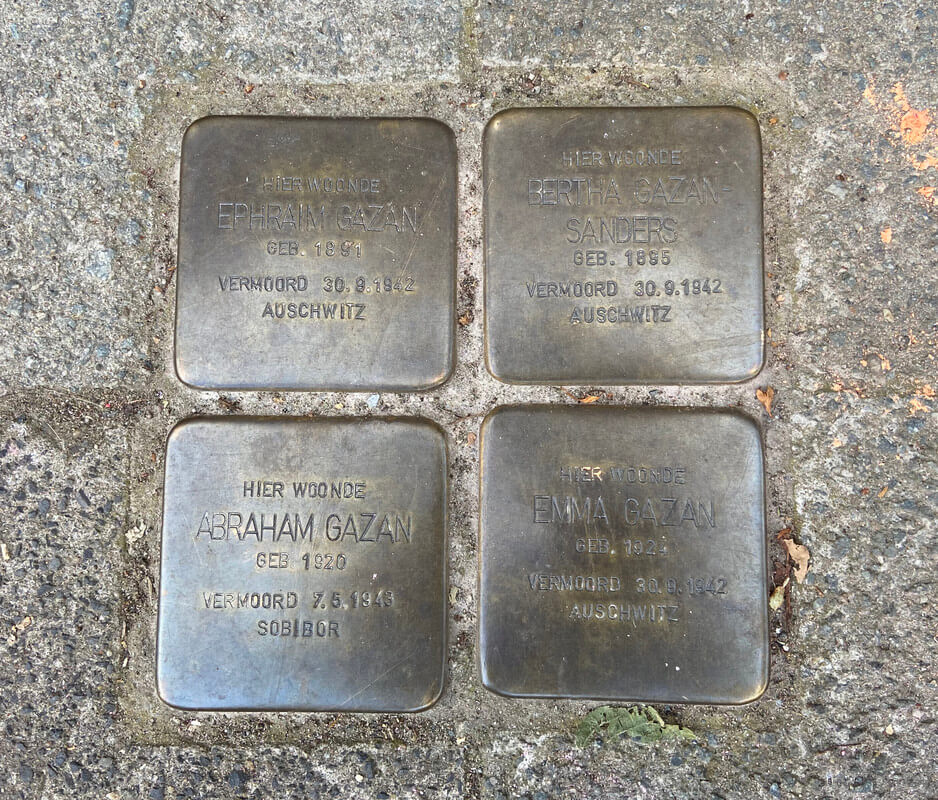 HIER WOONDE
EPHRAIM GAZAN
GEB. 1891
VERMOORD 30.9.1942
AUSCHWITZ
HIER WOONDE
BERTHA GAZAN-
SANDERS
GEB. 1895
VERMOORD 30.9.1942
AUSCHWITZ
HIER WOONDE
ABRAHAM GAZAN
GEB. 1920
VERMOORD 7.5.1943
SOBIBOR
HIER WOONDE
EMMA GAZAN
GEB.
VERMOORD 30.9.1942
AUSCHWITZ